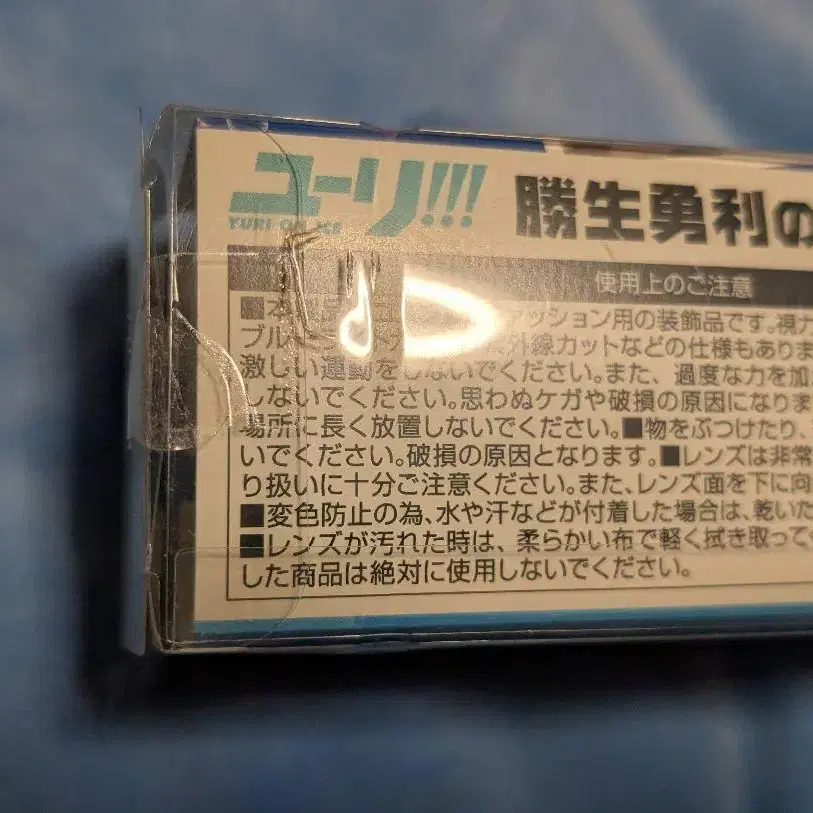 ユーリ!!!
YURI ON ICE
勝生勇利の
使用上のご注意
■本製品 ァッション用の装飾品です。視力
ブル 外線カットなどの仕様もありま
激しい運動をしないでください。また、過度な力を加
しないでください。思わぬケガや破損の原因になりま
場所に長く放置しないでください。■物をぶつけたり、
いでください。破損の原因となります。■レンズは非常
り扱いに十分ご注意ください。また、レンズ面を下に向
■変色防止の為、水や汗などが付着した場合は、乾いた
■レンズが汚れた時は、柔らかい布で軽く拭き取って
した商品は絶対に使用しないでください。